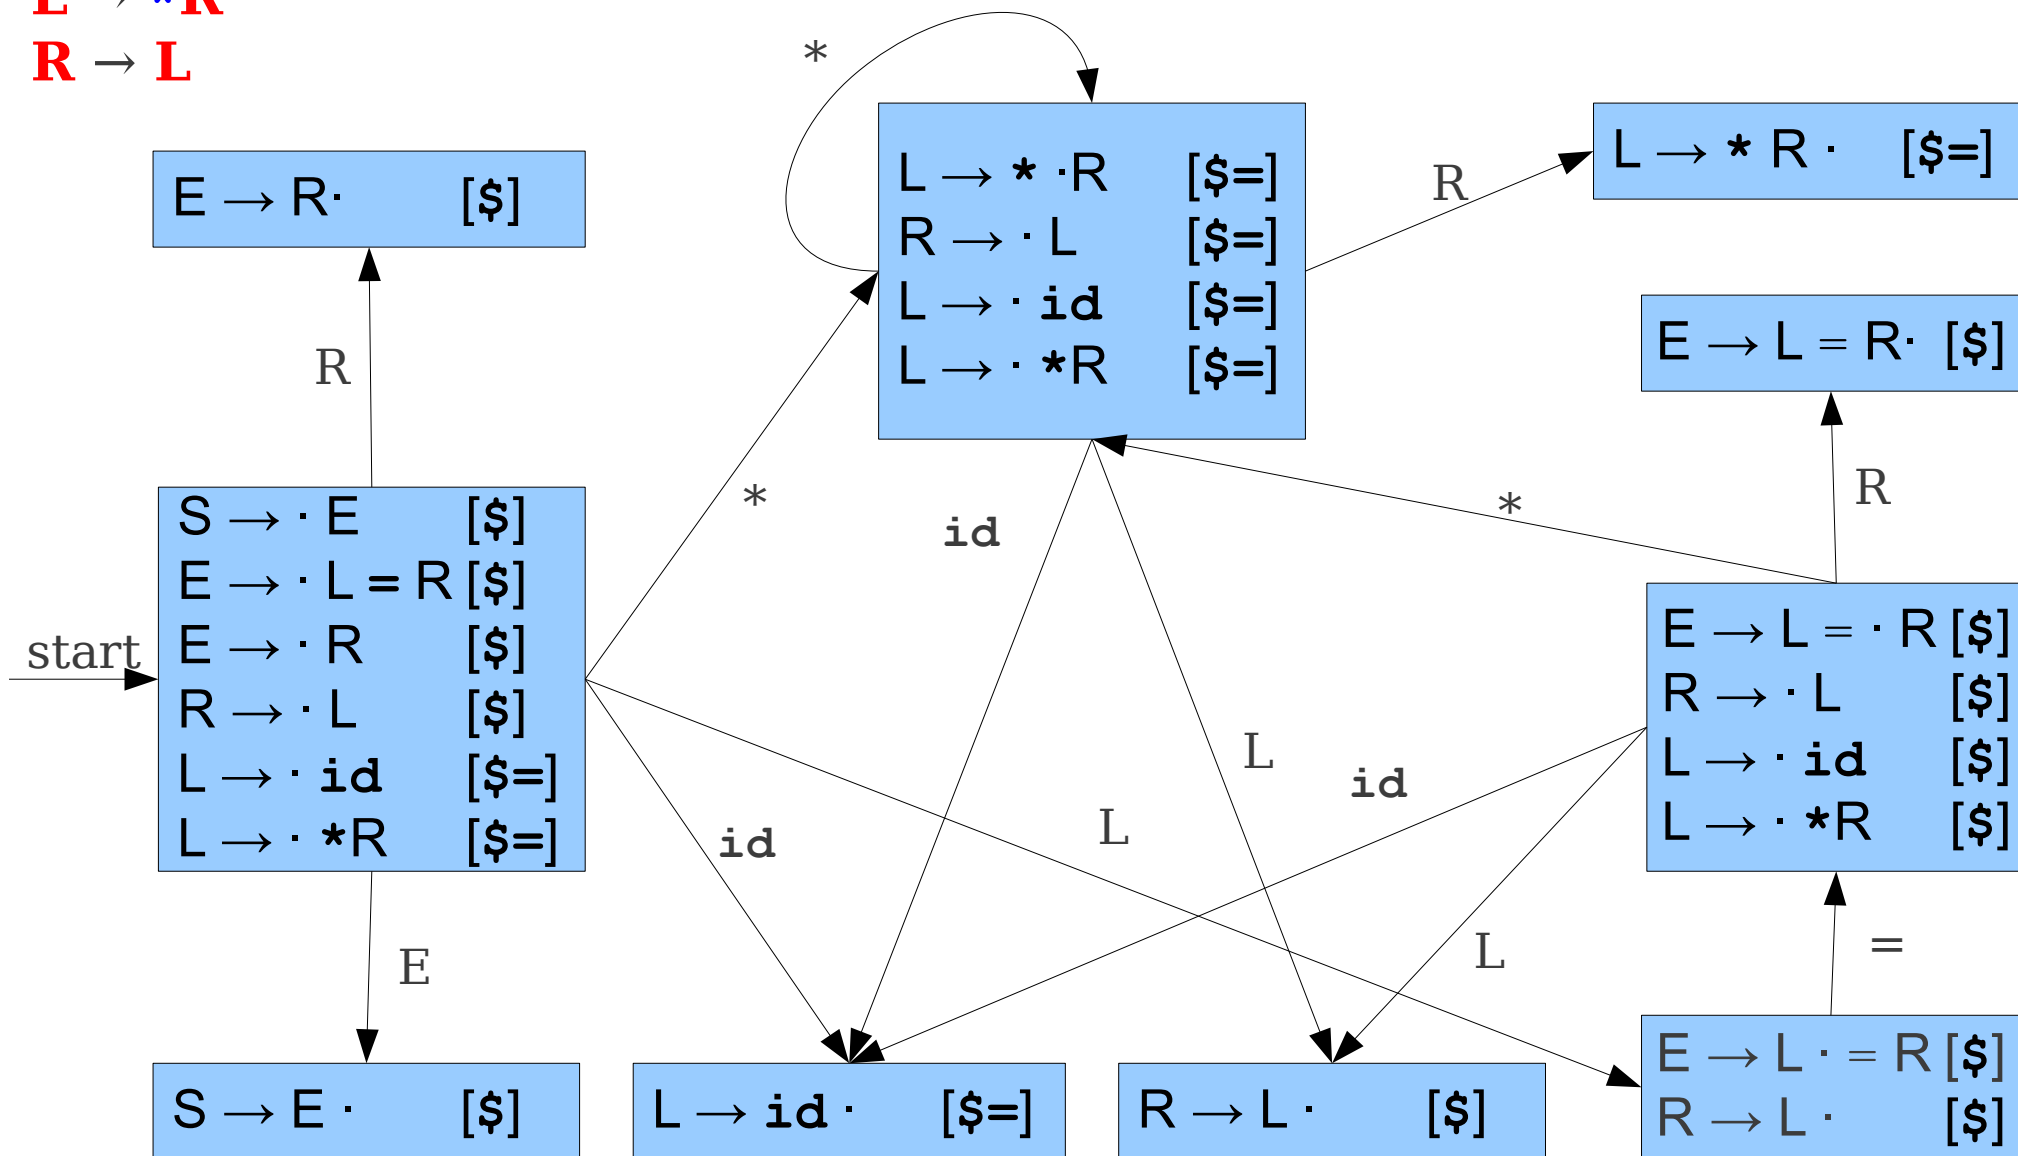 L → *R
R → L
*
L → * ·R [$=]
R → · L [$=]
L → · id [$=]
L → · *R [$=]
R
L → * R · [$=]
E → R· [$]
R
E → L = R· [$]
R
*
*
id
S → · E [$]
E → · L = R [$]
E → · R [$]
R → · L [$]
L → · id [$=]
L → · *R [$=]
start
E → L = · R [$]
R → · L [$]
L → · id [$]
L → · *R [$]
L
id
L
id
E
L
=
S → E · [$]
L → id · [$=]
R → L · [$]
E → L · = R [$]
R → L · [$]